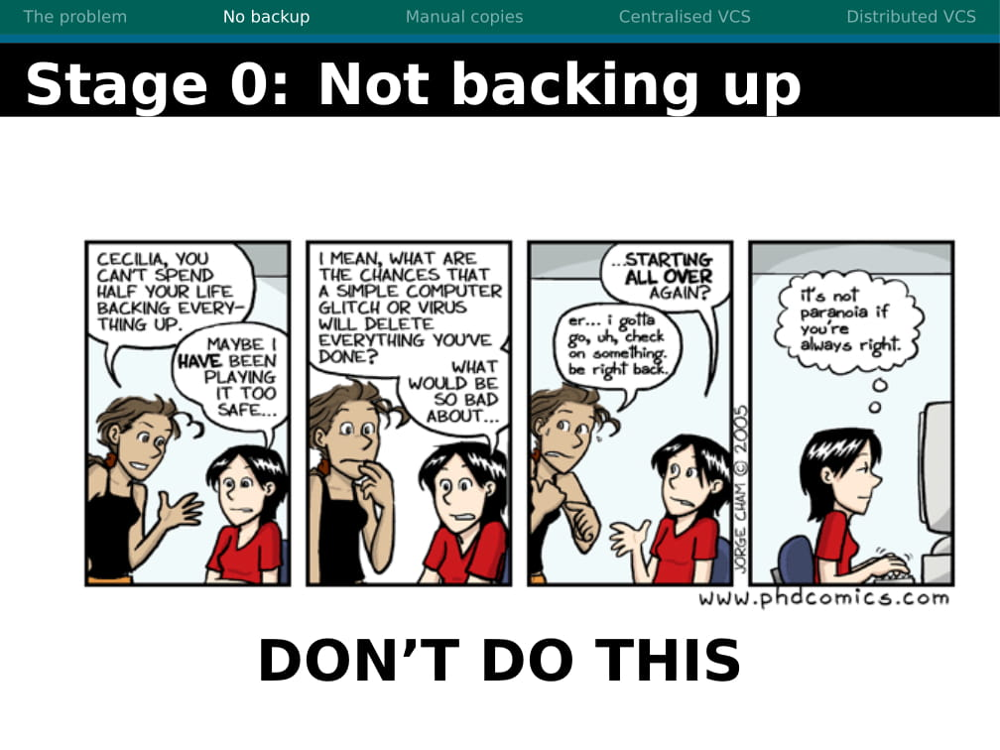 The problem
No backup
Manual copies
Centralised VCS
Distributed VCS
Stage 0: Not backing up
CECILIA, YOU
CAN'T SPEND
HALF YOUR LIFE
BACKING EVERY-
THING UP.
MAYBE I
HAVE BEEN
PLAYING
IT TOO
SAFE...
I MEAN, WHAT ARE
THE CHANCES THAT
A SIMPLE COMPUTER
GLITCH OR VIRUS
WILL DELETE
EVERYTHING YOU'VE
DONE?
WHAT
WOULD BE
SO BAD
ABOUT...
...STARTING
ALL OVER
AGAIN?
er... i gotta
go, uh, check
on something.
be right back.
it's not
paranoia if
you're
always right.
JORGE CHAM © 2005
www.phdcomics.com
DON’T DO THIS